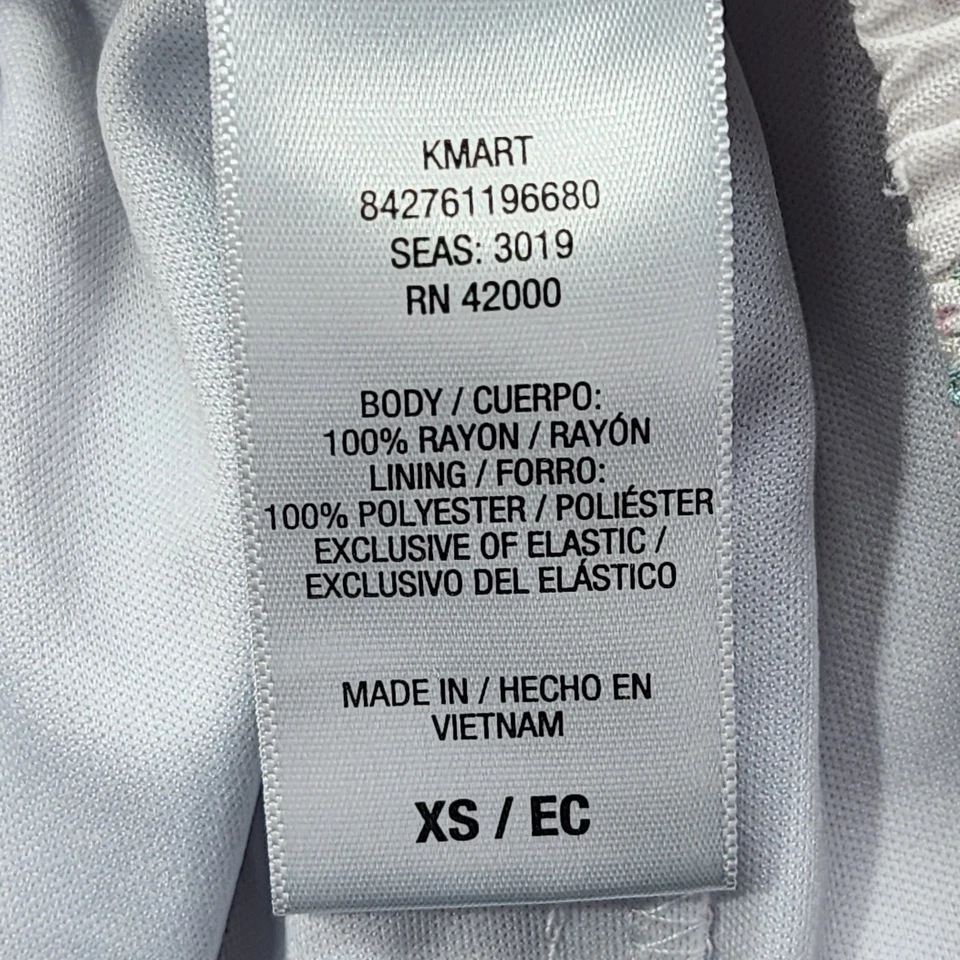 KMART
842761196680
SEAS: 3019
RN 42000
BODY / CUERPO:
100% RAYON / RAYÓN
LINING / FORRO:
100% POLYESTER / POLIÉSTER
EXCLUSIVE OF ELASTIC /
EXCLUSIVO DEL ELÁSTICO
MADE IN / HECHO EN
VIETNAM
XS / EC